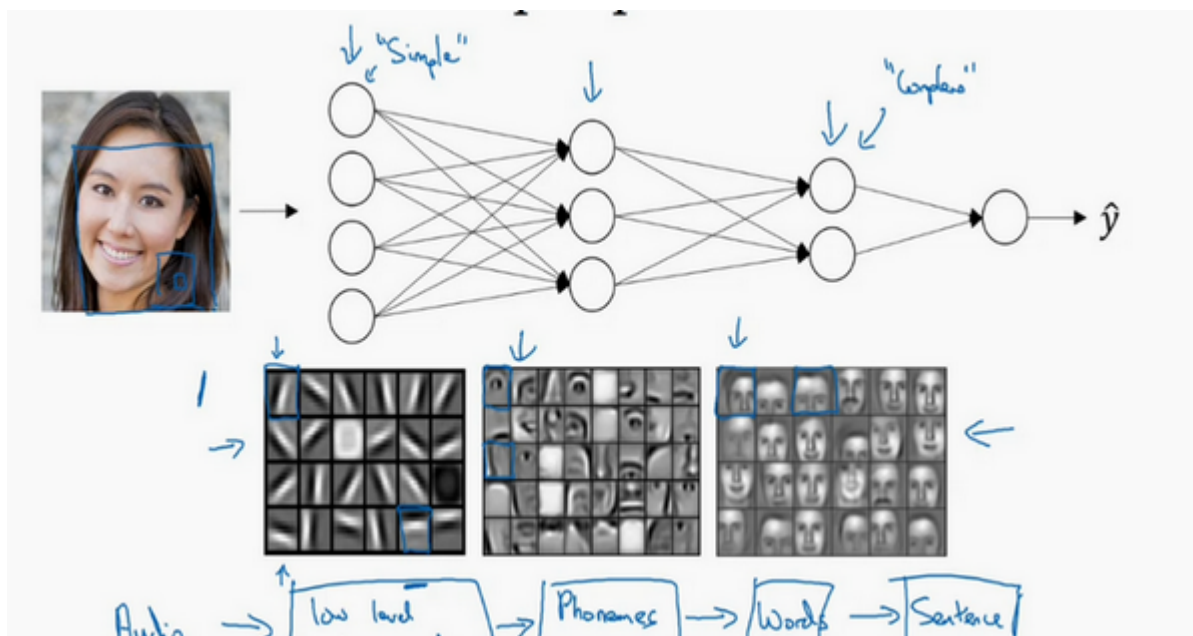 "Simple"
"Complex"
ŷ
Audio → low level → Phonemes → Words → Sentence